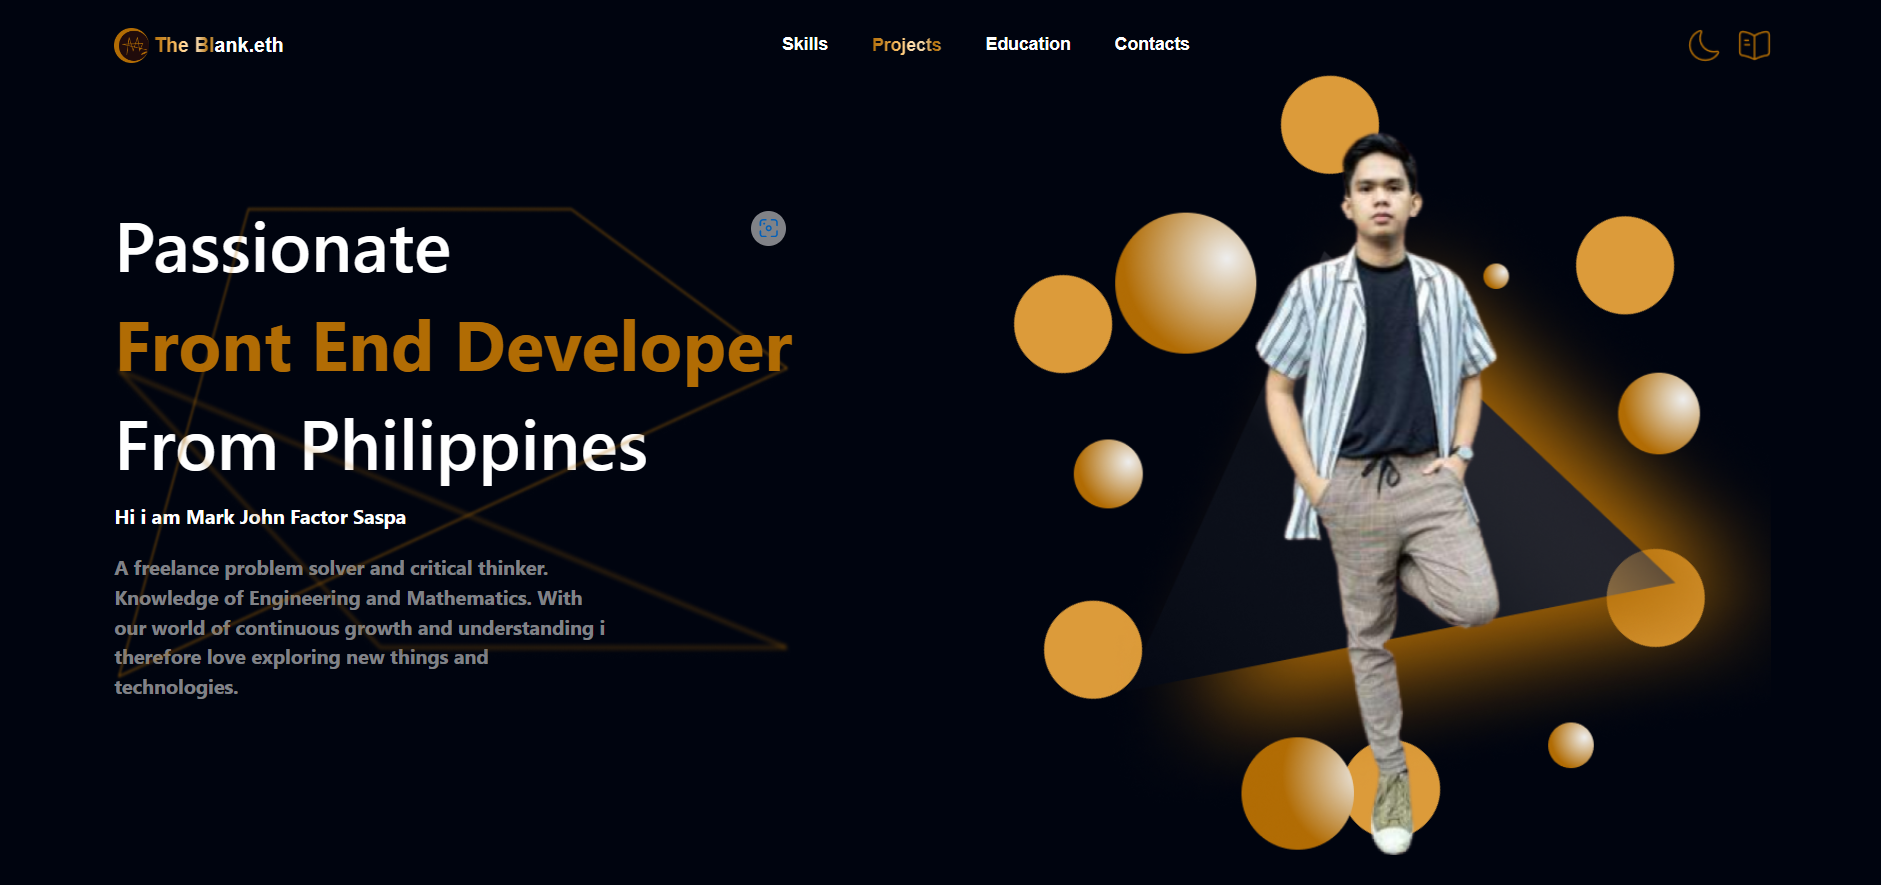 The Blank.eth
Skills
Projects
Education
Contacts
Passionate
Front End Developer
From Philippines
Hi i am Mark John Factor Saspa
A freelance problem solver and critical thinker.
Knowledge of Engineering and Mathematics. With
our world of continuous growth and understanding i
therefore love exploring new things and
technologies.